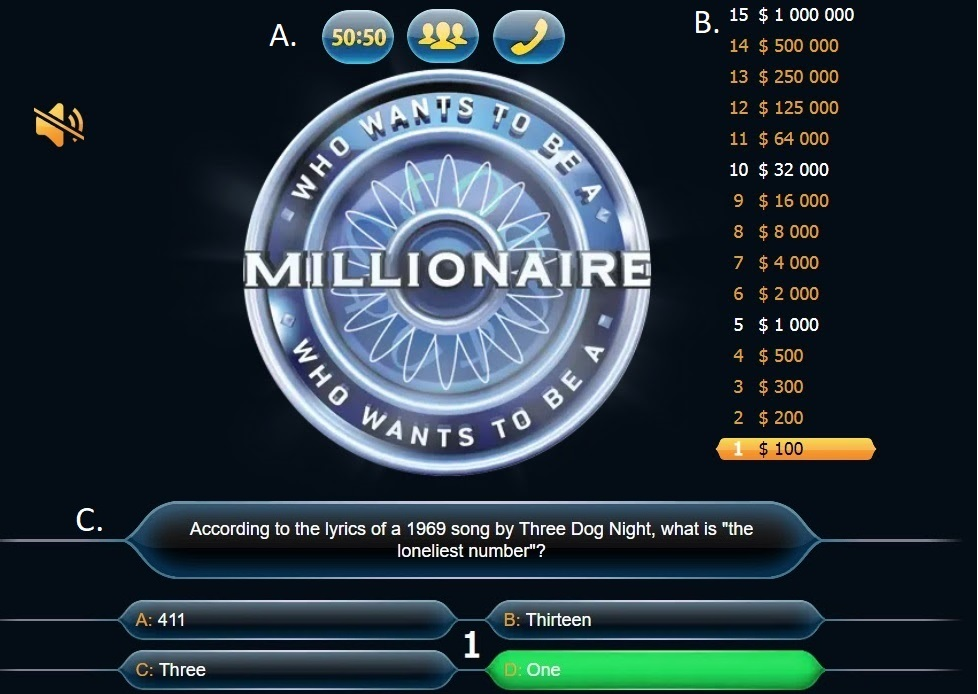 A.
50:50
B.
15 $ 1 000 000
14 $ 500 000
13 $ 250 000
12 $ 125 000
11 $ 64 000
10 $ 32 000
9 $ 16 000
8 $ 8 000
7 $ 4 000
6 $ 2 000
5 $ 1 000
4 $ 500
3 $ 300
2 $ 200
1 $ 100
WHO WANTS TO BE A
MILLIONAIRE
WHO WANTS TO BE A
C.
According to the lyrics of a 1969 song by Three Dog Night, what is "the
loneliest number"?
A: 411
B: Thirteen
1
C: Three
D: One